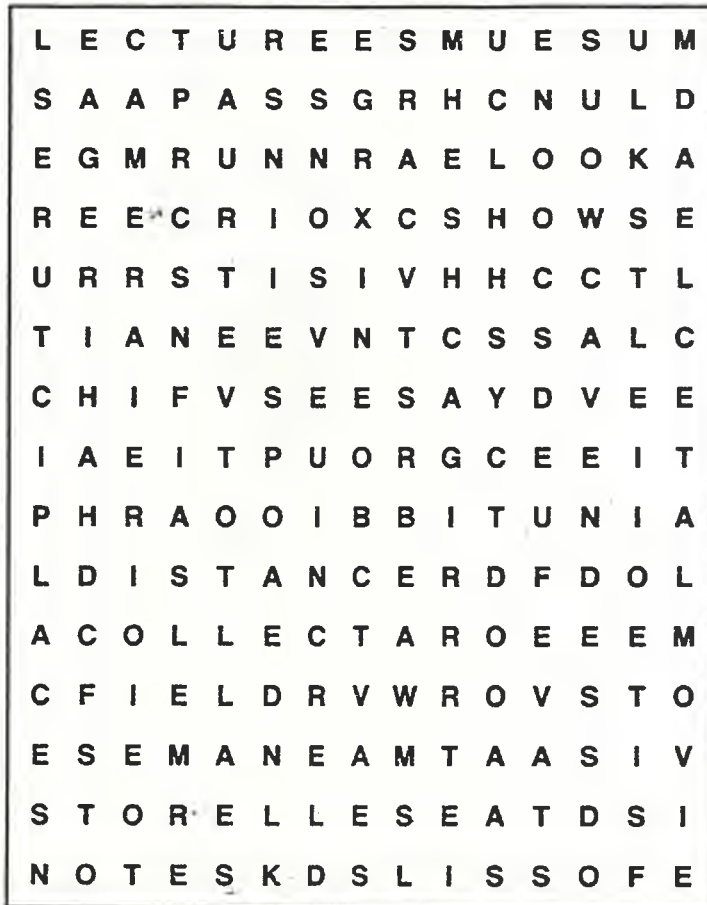 L E C T U R E E S M U E S U M
S A A P A S S G R H C N U L D
E G M R U N N R A E L O O K A
R E E C R I O X C S H O W S E
U R R S T I S I V H H C C T L
T I A N E E V N T C S S A L C
C H I F V S E E S A Y D V E E
I A E I T P U O R G C E E I T
P H R A O O I B B I T U N I A
L D I S T A N C E R D F D O L
A C O L L E C T A R O E E E M
C F I E L D R V W R O V S T O
E S E M A N E A M T A A S I V
S T O R E L L E S E A T D S I
N O T E S K D S L I S S O F E